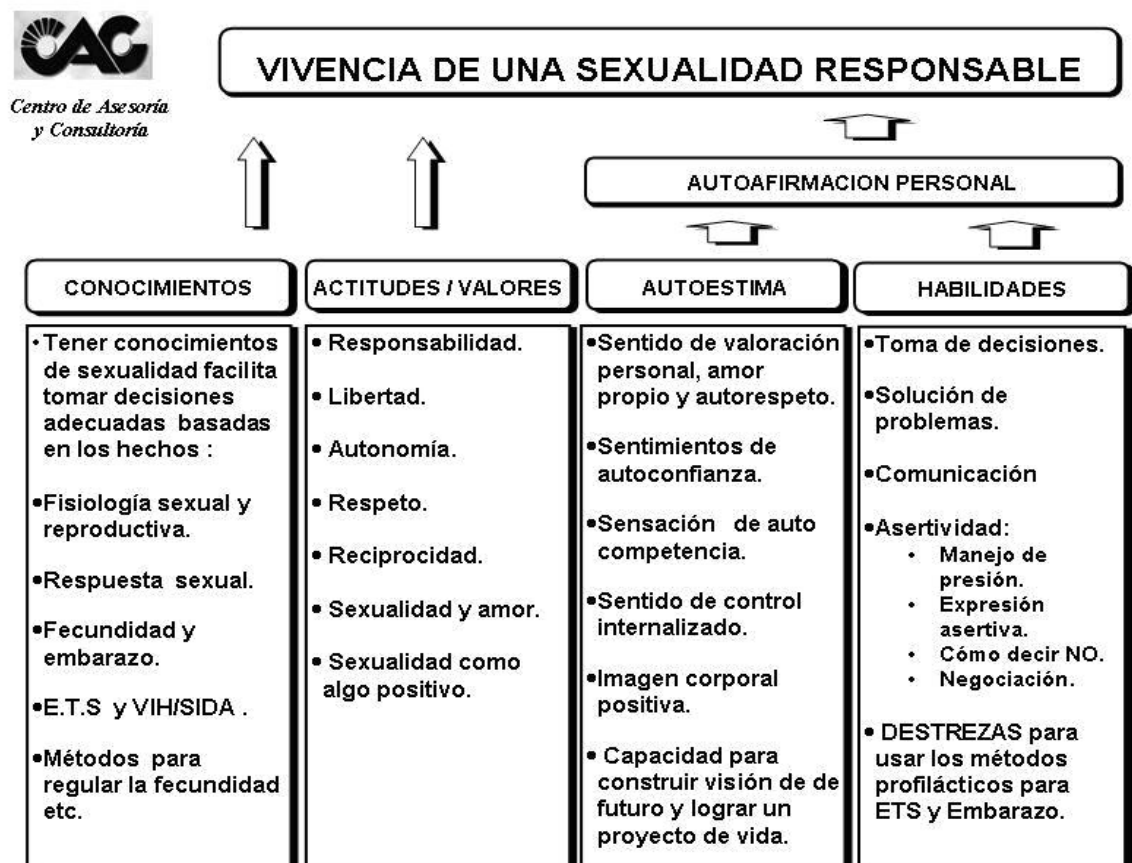 CAC
Centro de Asesoría
y Consultoría
VIVENCIA DE UNA SEXUALIDAD RESPONSABLE
AUTOAFIRMACION PERSONAL
CONOCIMIENTOS
• Tener conocimientos
de sexualidad facilita
tomar decisiones
adecuadas basadas
en los hechos :
•Fisiología sexual y
reproductiva.
•Respuesta sexual.
•Fecundidad y
embarazo.
•E.T.S y VIH/SIDA .
•Métodos para
regular la fecundidad
etc.
ACTITUDES / VALORES
• Responsabilidad.
• Libertad.
• Autonomía.
• Respeto.
• Reciprocidad.
• Sexualidad y amor.
• Sexualidad como
algo positivo.
AUTOESTIMA
•Sentido de valoración
personal, amor
propio y autorespeto.
•Sentimientos de
autoconfianza.
•Sensación de auto
competencia.
•Sentido de control
internalizado.
•Imagen corporal
positiva.
• Capacidad para
construir visión de de
futuro y lograr un
proyecto de vida.
HABILIDADES
•Toma de decisiones.
•Solución de
problemas.
•Comunicación
•Asertividad:
• Manejo de
presión.
• Expresión
asertiva.
• Cómo decir NO.
• Negociación.
• DESTREZAS para
usar los métodos
profilácticos para
ETS y Embarazo.